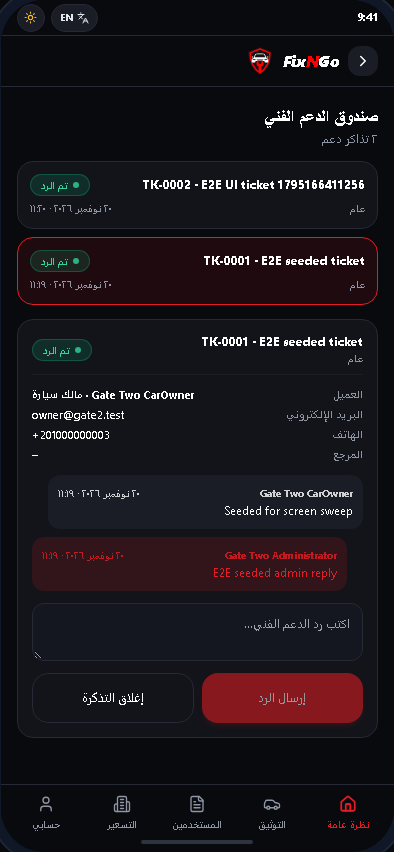 9:41
EN
FixNGo
صندوق الدعم الفني
٢ تذاكر دعم
TK-0002 - E2E UI ticket 1795166411256
تم الرد
عام
٢٠ نوفمبر ٢٠٢٦ · ١١:٢٠
TK-0001 - E2E seeded ticket
تم الرد
عام
٢٠ نوفمبر ٢٠٢٦ · ١١:١٩
TK-0001 - E2E seeded ticket
تم الرد
عام
العميل
Gate Two CarOwner · مالك سيارة
البريد الإلكتروني
owner@gate2.test
الهاتف
+201000000003
المرجع
—
Gate Two CarOwner
٢٠ نوفمبر ٢٠٢٦ · ١١:١٩
Seeded for screen sweep
Gate Two Administrator
٢٠ نوفمبر ٢٠٢٦ · ١١:١٩
E2E seeded admin reply
اكتب رد الدعم الفني...
إرسال الرد
إغلاق التذكرة
نظرة عامة
التوثيق
المستخدمين
التسعير
حسابي